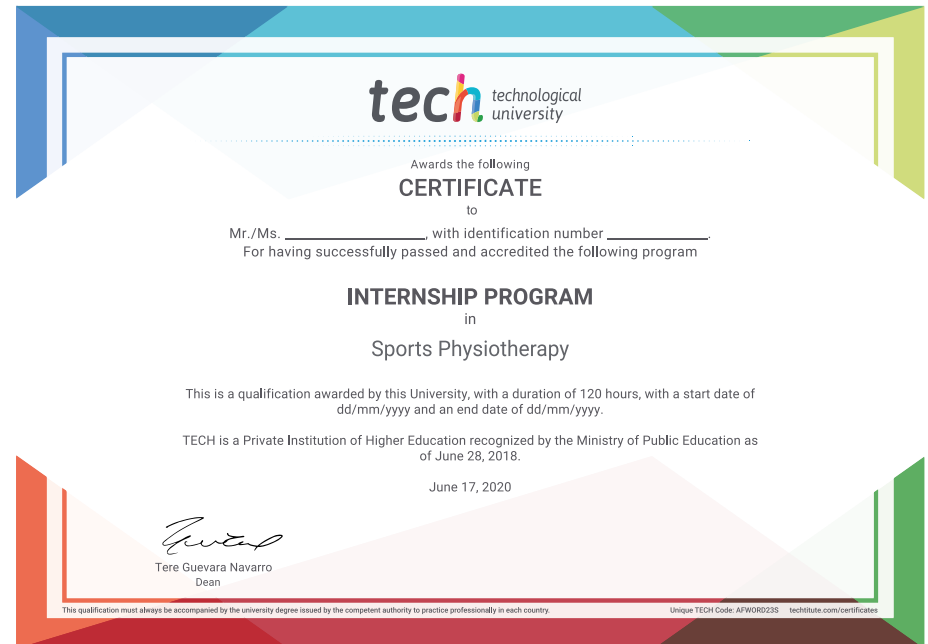 tech technological
university
Awards the following
CERTIFICATE
to
Mr./Ms. ____________________, with identification number ______________.
For having successfully passed and accredited the following program
INTERNSHIP PROGRAM
in
Sports Physiotherapy
This is a qualification awarded by this University, with a duration of 120 hours, with a start date of
dd/mm/yyyy and an end date of dd/mm/yyyy.
TECH is a Private Institution of Higher Education recognized by the Ministry of Public Education as
of June 28, 2018.
June 17, 2020
Tere Guevara Navarro
Dean
This qualification must always be accompanied by the university degree issued by the competent authority to practice professionally in each country.
Unique TECH Code: AFWORD23S techtitute.com/certificates